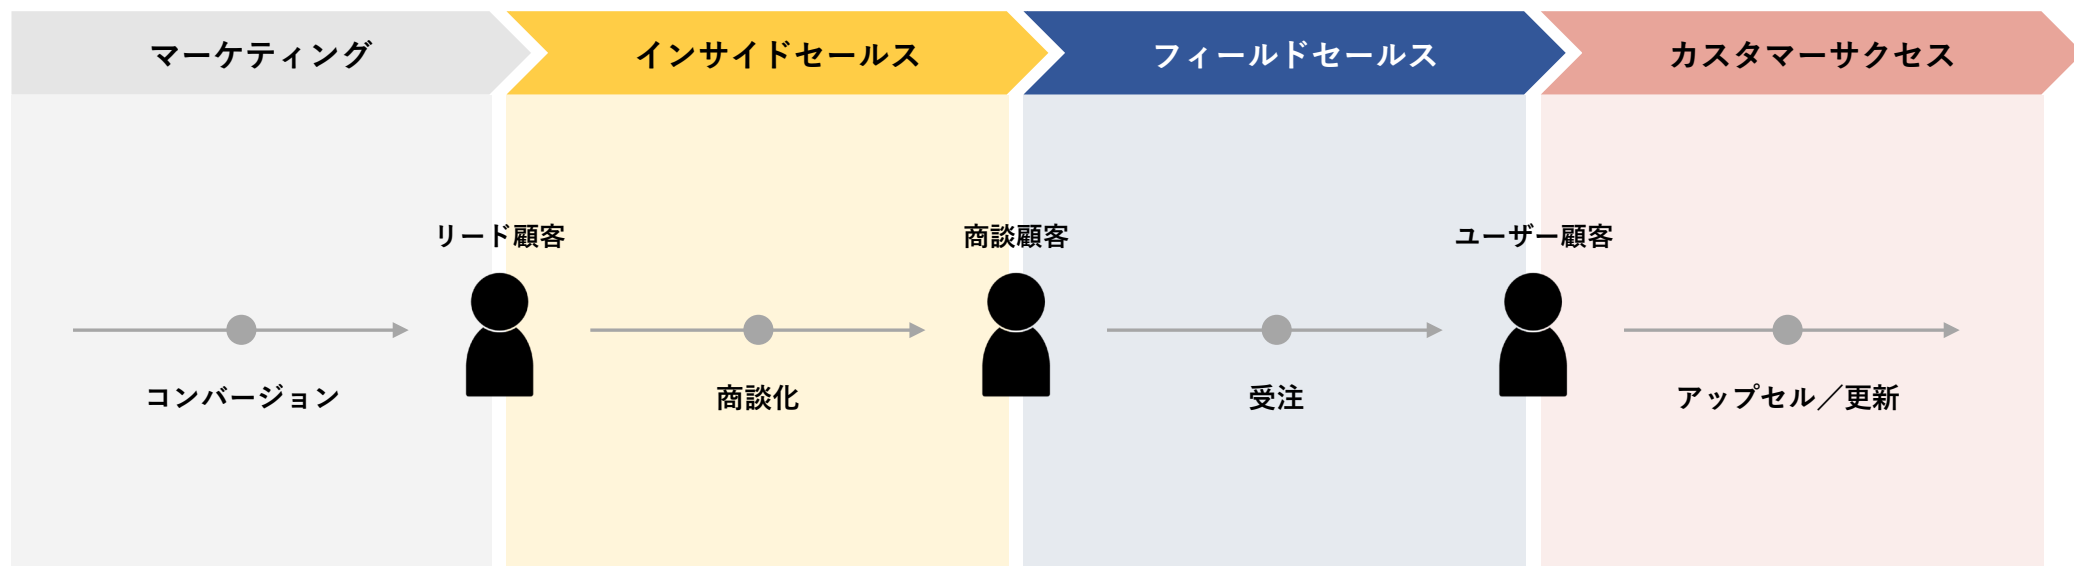 マーケティング
インサイドセールス
フィールドセールス
カスタマーサクセス
リード顧客
商談顧客
ユーザー顧客
コンバージョン
商談化
受注
アップセル／更新